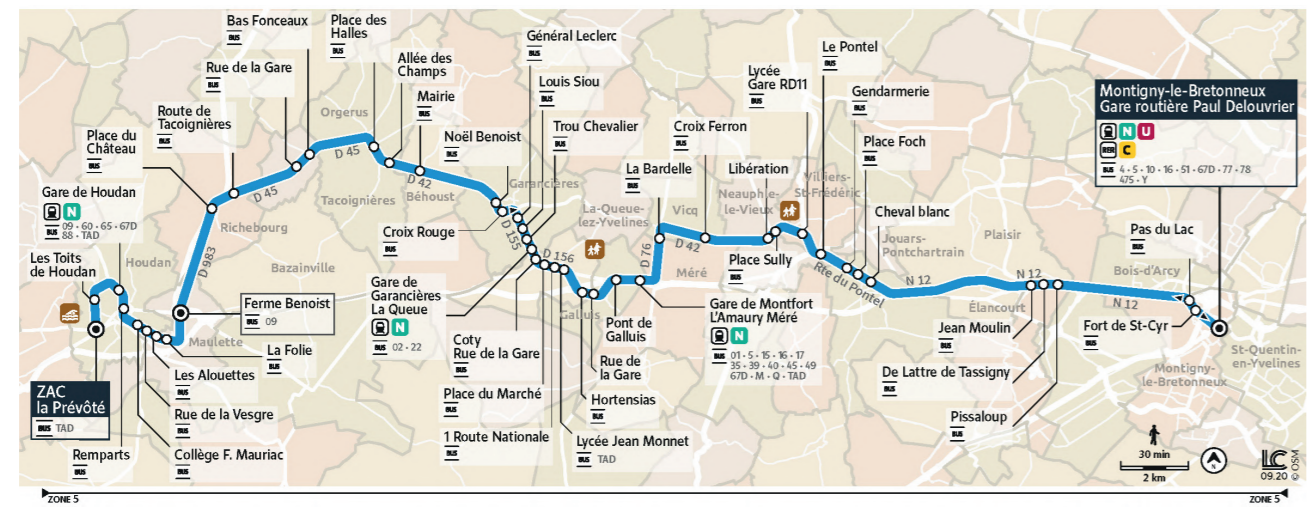 Bas Fonceaux
BUS
Place des
Halles
BUS
Général Leclerc
BUS
Le Pontel
BUS
Rue de la Gare
BUS
Allée des
Champs
BUS
Louis Siou
BUS
Lycée
Gare RD11
BUS
Gendarmerie
BUS
Montigny-le-Bretonneux
Gare routière Paul Delouvrier
N U
RER C
BUS 4 • 5 • 10 • 16 • 51 • 67D • 77 • 78
475 • Y
Route de
Tacoignières
BUS
Orgerus
Mairie
BUS
Place du
Château
BUS
D 45
Noël Benoist
BUS
Trou Chevalier
BUS
Croix Ferron
BUS
Place Foch
BUS
La Bardelle
BUS
Libération
BUS
Gare de Houdan
N
BUS 09 • 60 • 65 • 67D
88 • TAD
D 45
D 42
Béhoust
Tacoignières
Garancières
Villiers-
St-Frédéric
Neauphle-
le-Vieux
La-Queue-
lez-Yvelines
Vicq
Cheval blanc
BUS
Richebourg
Croix Rouge
BUS
D 155
D 42
Jouars-
Pontchartrain
Plaisir
Pas du Lac
BUS
Les Toits
de Houdan
BUS
Houdan
D 983
Bazainville
D 156
D 76
Place Sully
BUS
Méré
Rte du Pontel
N 12
N 12
Bois-d'Arcy
Gare de
Garancières
La Queue
N
BUS 02 • 22
Ferme Benoist
BUS 09
Galluis
Élancourt
N 12
Gare de Montfort
L'Amaury Méré
N
BUS 01 • 5 • 15 • 16 • 17
35 • 39 • 40 • 45 • 49
67D • M • Q • TAD
Pont de
Galluis
BUS
Jean Moulin
BUS
Fort de St-Cyr
BUS
Maulette
La Folie
BUS
Coty
Rue de la Gare
BUS
Rue de
la Gare
BUS
St-Quentin-
en-Yvelines
Montigny-
le-Bretonneux
Les Alouettes
BUS
De Lattre de Tassigny
BUS
ZAC
la Prévôté
BUS TAD
Place du Marché
BUS
Hortensias
BUS
Rue de la Vesgre
BUS
Pissaloup
BUS
1 Route Nationale
BUS
Lycée Jean Monnet
BUS TAD
Remparts
BUS
Collège F. Mauriac
BUS
30 min
2 km
N
LC
09.20
© OSM
ZONE 5
ZONE 5